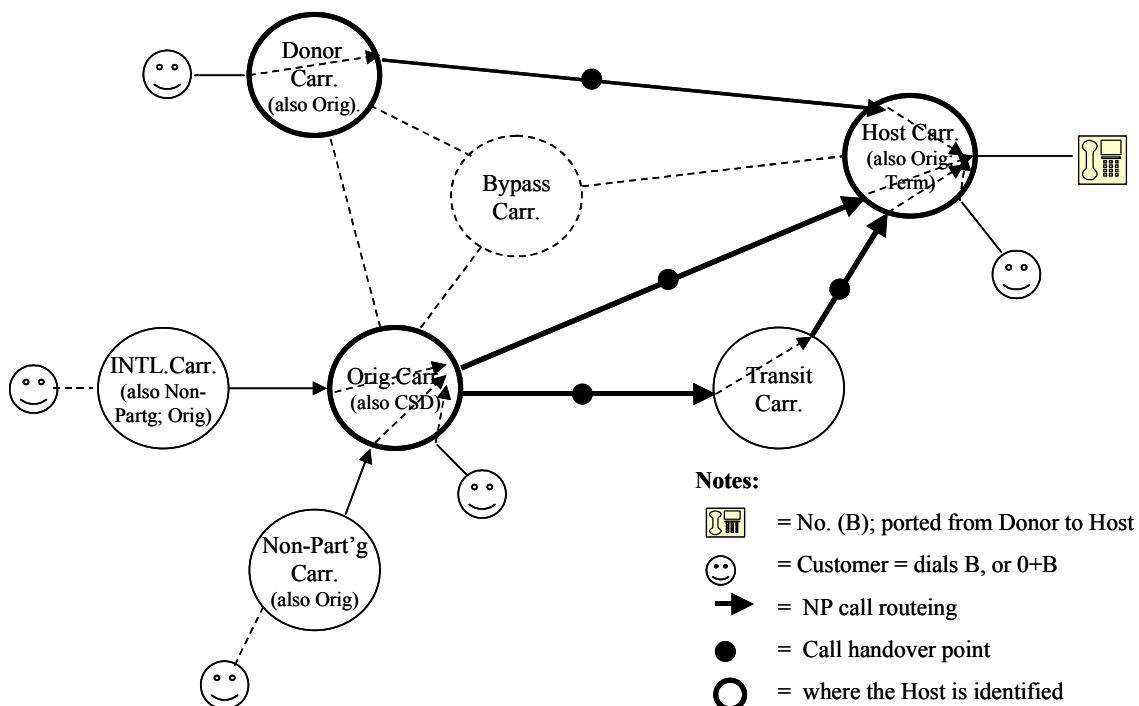 Donor
Carr.
(also Orig).
Host Carr.
(also Orig;
Term)
Bypass
Carr.
INTL.Carr.
(also Non-
Partg; Orig)
Orig.Carr.
(also CSD)
Transit
Carr.
Non-Part'g
Carr.
(also Orig)
Notes:
= No. (B); ported from Donor to Host
= Customer = dials B, or 0+B
= NP call routeing
= Call handover point
= where the Host is identified